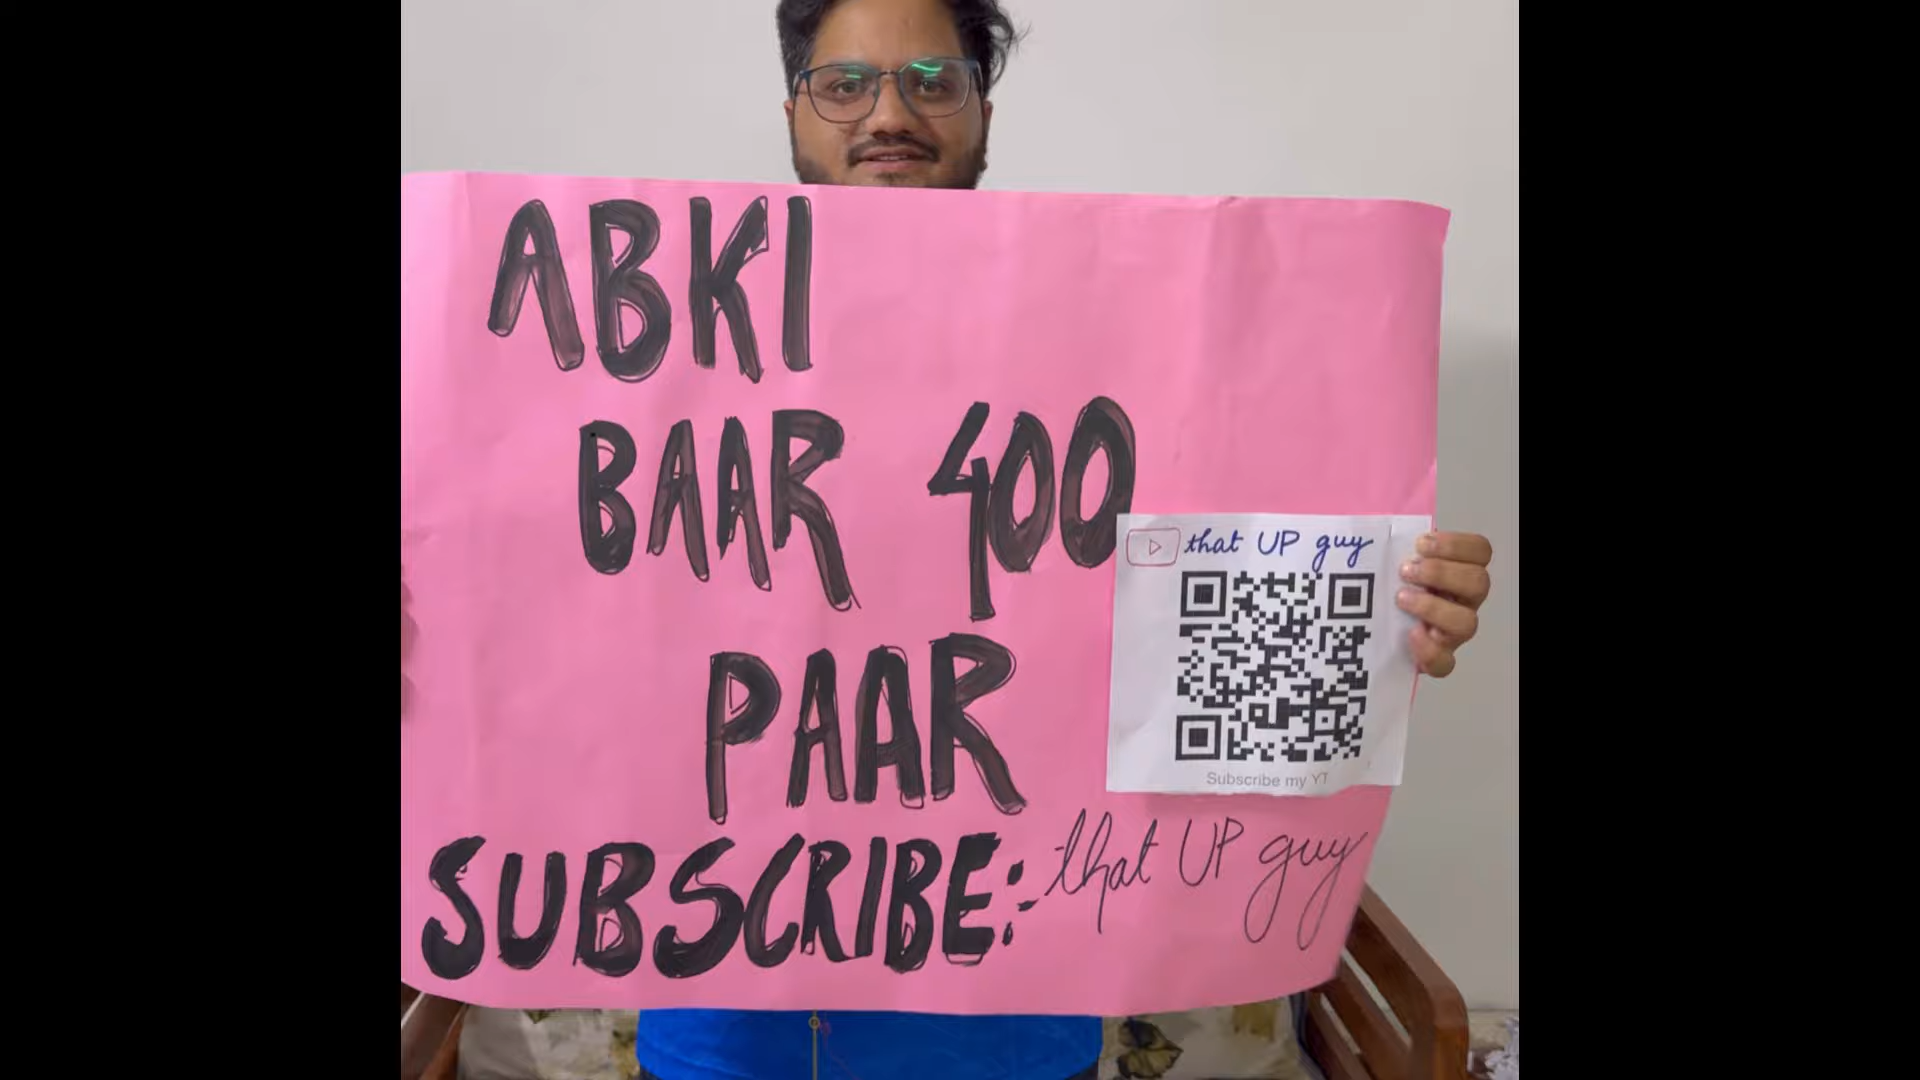 ABKI
BAAR 400
PAAR
that UP guy
Subscribe my YT
SUBSCRIBE:- that UP guy